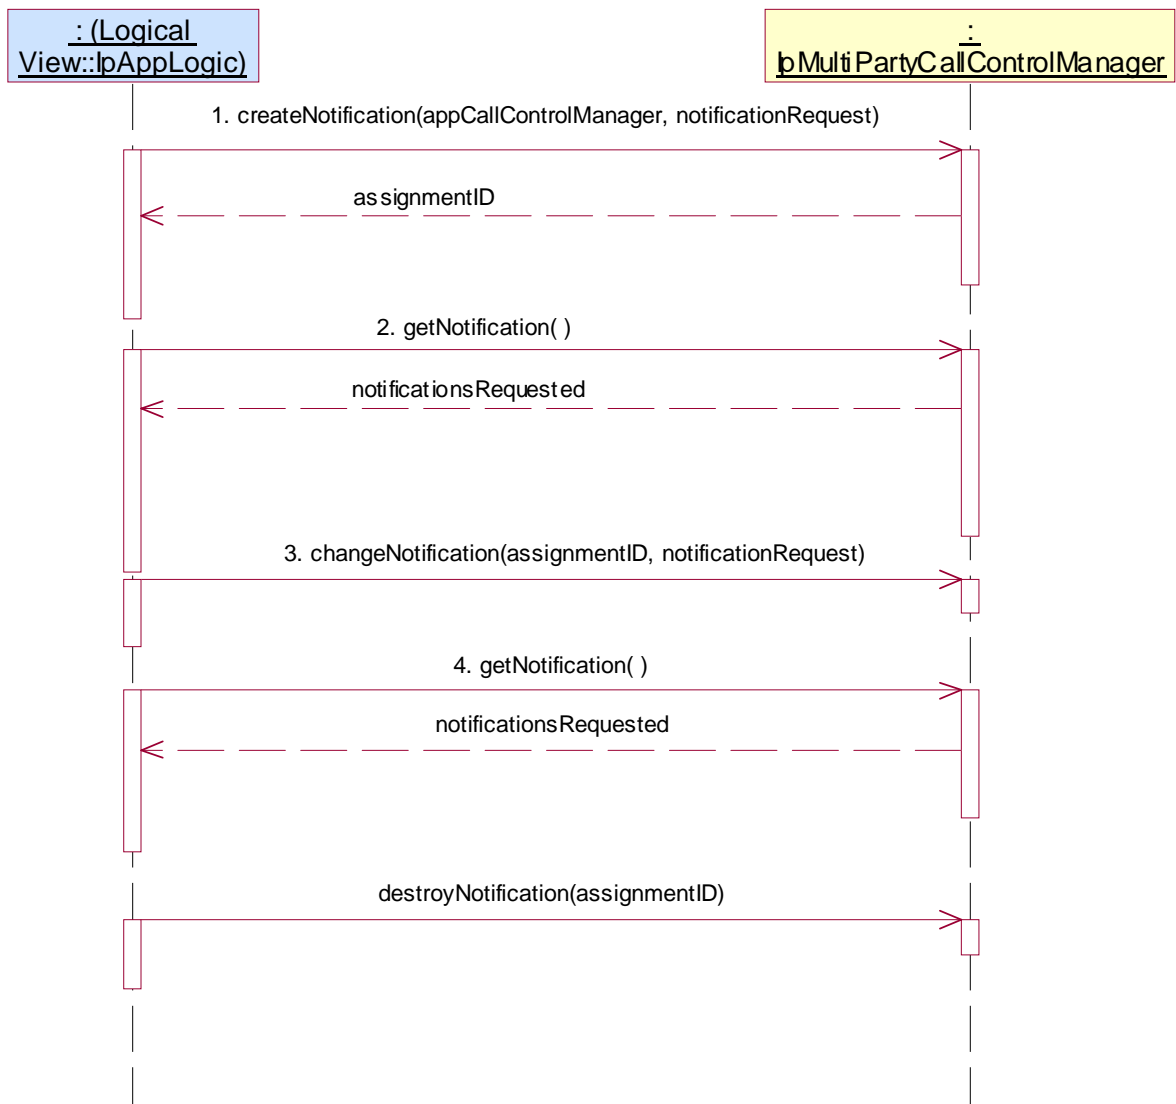 : (Logical
View::IpAppLogic)
:
IpMultiPartyCallControlManager
1. createNotification(appCallControlManager, notificationRequest)
assignmentID
2. getNotification( )
notificationsRequested
3. changeNotification(assignmentID, notificationRequest)
4. getNotification( )
notificationsRequested
destroyNotification(assignmentID)